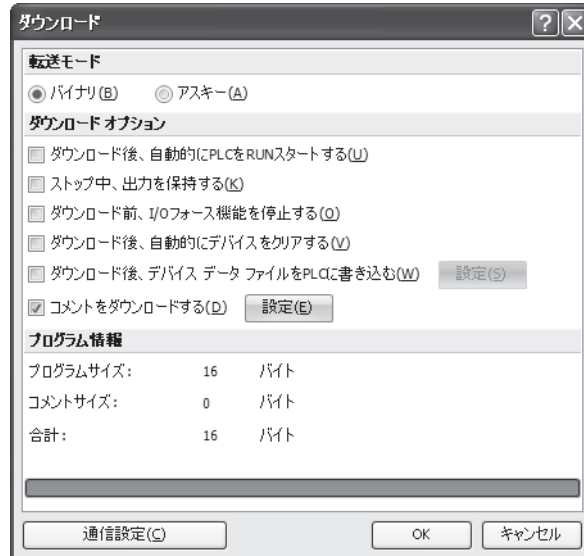 ダウンロード
転送モード
バイナリ(B) アスキー(A)
ダウンロード オプション
ダウンロード後、自動的にPLCをRUNスタートする(U)
ストップ中、出力を保持する(K)
ダウンロード前、I/Oフォース機能を停止する(O)
ダウンロード後、自動的にデバイスをクリアする(V)
ダウンロード後、デバイス データ ファイルをPLCに書き込む(W) 設定(S)
コメントをダウンロードする(D) 設定(E)
プログラム情報
プログラムサイズ: 16 バイト
コメントサイズ: 0 バイト
合計: 16 バイト
通信設定(C) OK キャンセル